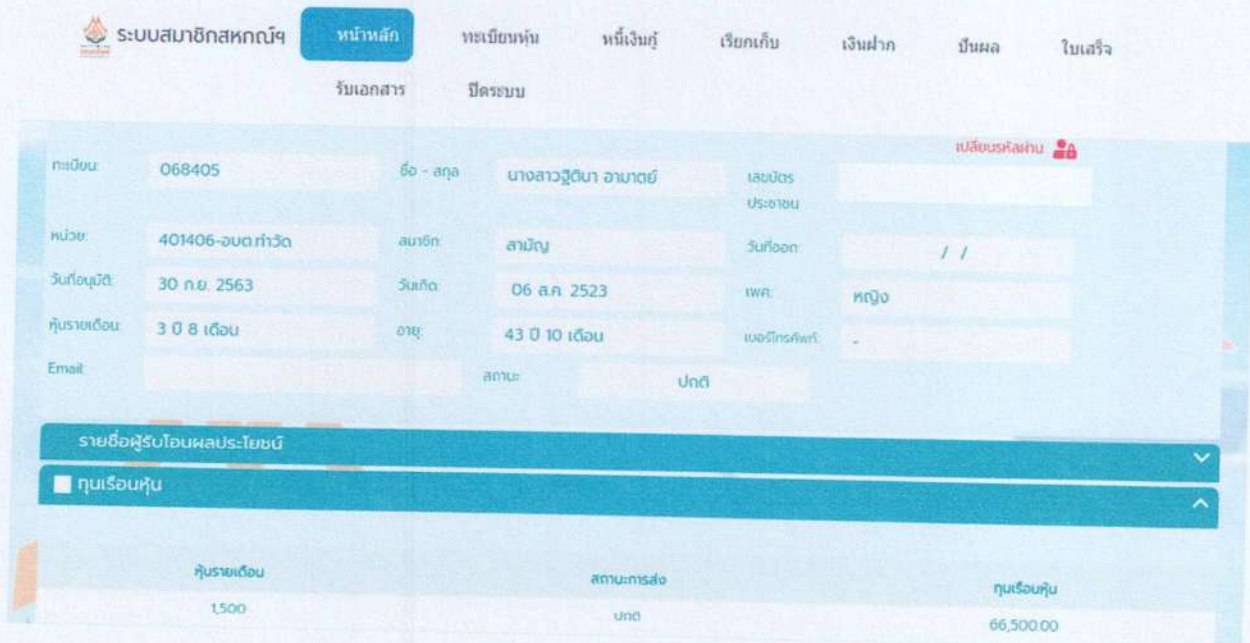 ระบบสมาชิกสหกณ์ฯ หน้าหลัก ทะเบียนหุ้น หนี้เงินกู้ เรียกเก็บ เงินฝาก ปันผล ใบเสร็จ
รับเอกสาร ปิดระบบ
เปลี่ยนรหัสผ่าน
ทะเบียน: 068405 ชื่อ - สกุล นางสาวฐิติบา อามาตย์ เลขบัตร
ประชาชน
หน่วย: 401406-อบต.ทำวัด สมาชิก: สามัญ วันที่ออก: / /
วันที่อนุมัติ: 30 ก.ย. 2563 วันเกิด: 06 ส.ค. 2523 เพศ: หญิง
หุ้นรายเดือน: 3 ปี 8 เดือน อายุ: 43 ปี 10 เดือน เบอร์โทรศัพท์: -
Email: สถานะ: ปกติ
รายชื่อผู้รับโอนผลประโยชน์
ทุนเรือนหุ้น
หุ้นรายเดือน สถานะการส่ง ทุนเรือนหุ้น
1,500 ปกติ 66,500.00